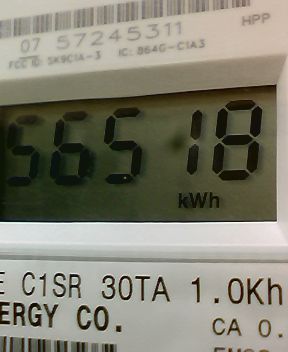 07 57245311
HPP
FCC ID: SK9C1A-3 IC: 864G-C1A3
56518
kWh
E C1SR 30TA 1.0Kh
ERGY CO.
CA 0.